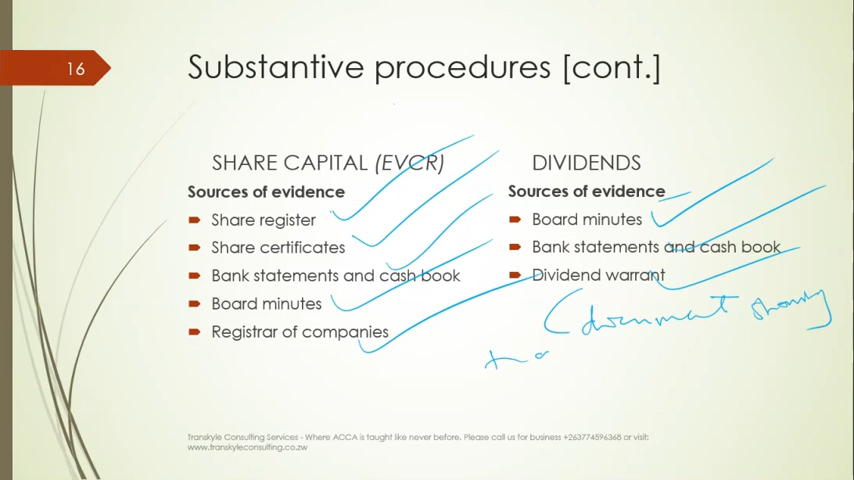 16
Substantive procedures [cont.]
SHARE CAPITAL (EVCR)
Sources of evidence
Share register
Share certificates
Bank statements and cash book
Board minutes
Registrar of companies
DIVIDENDS
Sources of evidence
Board minutes
Bank statements and cash book
Dividend warrant
(document showing
Transkyle Consulting Services - Where ACCA is taught like never before. Please call us for business +263774596368 or visit:
www.transkyleconsulting.co.zw